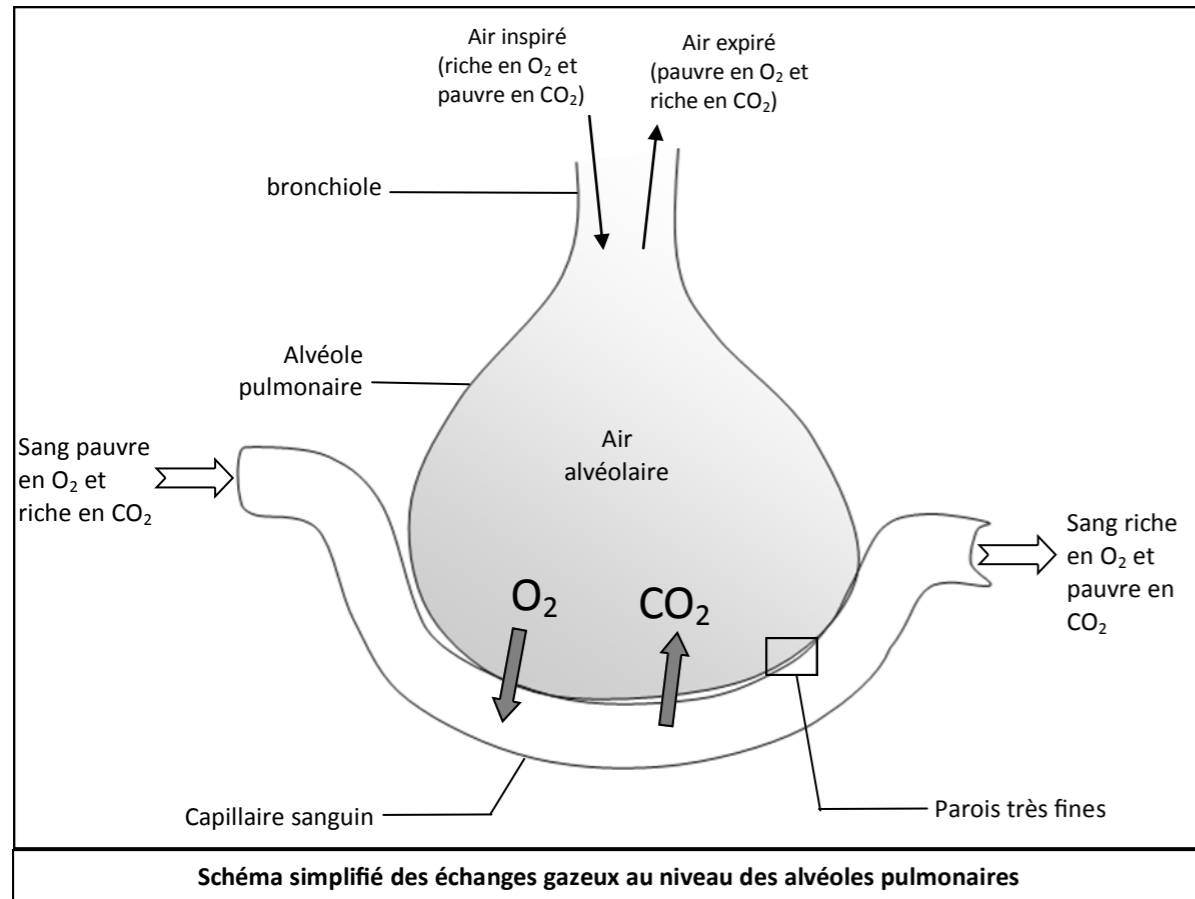 Air inspiré
(riche en O₂ et
pauvre en CO₂)
Air expiré
(pauvre en O₂ et
riche en CO₂)
bronchiole
Alvéole
pulmonaire
Air
alvéolaire
Sang pauvre
en O₂ et
riche en CO₂
Sang riche
en O₂ et
pauvre en
CO₂
O₂
CO₂
Capillaire sanguin
Parois très fines
Schéma simplifié des échanges gazeux au niveau des alvéoles pulmonaires